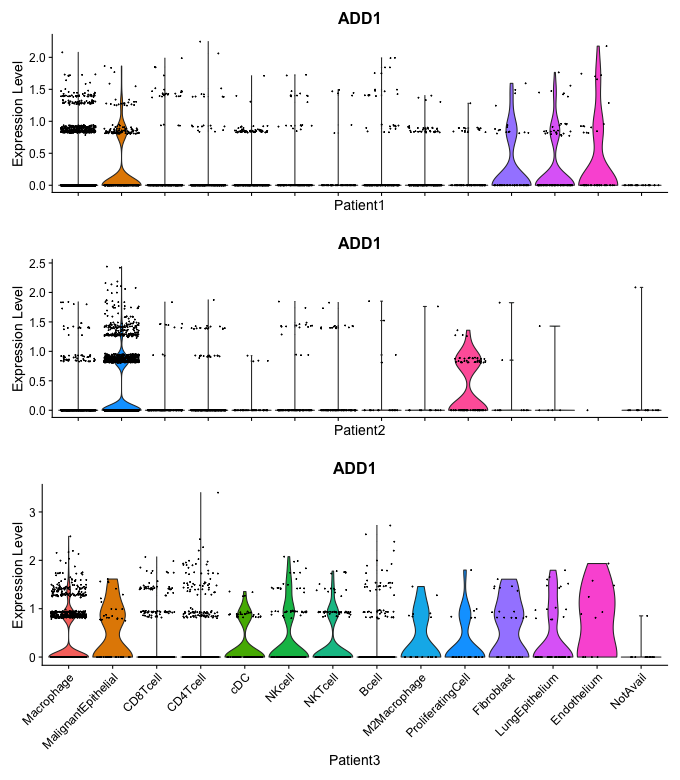 ADD1
Expression Level
2.0
1.5
1.0
0.5
0.0
Patient1
ADD1
Expression Level
2.5
2.0
1.5
1.0
0.5
0.0
Patient2
ADD1
Expression Level
3
2
1
0
Macrophage
MalignantEpithelial
CD8Tcell
CD4Tcell
cDC
NKcell
NKTcell
Bcell
M2Macrophage
ProliferatingCell
Fibroblast
LungEpithelium
Endothelium
NotAvail
Patient3